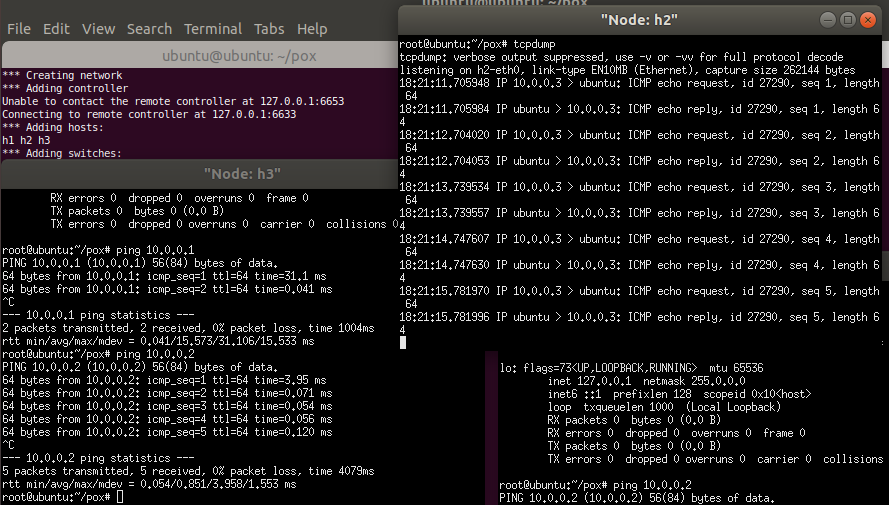 ubuntu@ubuntu: ~/pox
File Edit View Search Terminal Tabs Help
ubuntu@ubuntu: ~/pox
*** Creating network
*** Adding controller
Unable to contact the remote controller at 127.0.0.1:6653
Connecting to remote controller at 127.0.0.1:6633
*** Adding hosts:
h1 h2 h3
*** Adding switches:
"Node: h2"
root@ubuntu:~/pox# tcpdump
tcpdump: verbose output suppressed, use -v or -vv for full protocol decode
listening on h2-eth0, link-type EN10MB (Ethernet), capture size 262144 bytes
18:21:11.705948 IP 10.0.0.3 > ubuntu: ICMP echo request, id 27290, seq 1, length
64
18:21:11.705984 IP ubuntu > 10.0.0.3: ICMP echo reply, id 27290, seq 1, length 6
4
18:21:12.704020 IP 10.0.0.3 > ubuntu: ICMP echo request, id 27290, seq 2, length
64
18:21:12.704053 IP ubuntu > 10.0.0.3: ICMP echo reply, id 27290, seq 2, length 6
4
18:21:13.739534 IP 10.0.0.3 > ubuntu: ICMP echo request, id 27290, seq 3, length
64
18:21:13.739557 IP ubuntu > 10.0.0.3: ICMP echo reply, id 27290, seq 3, length 6
4
18:21:14.747607 IP 10.0.0.3 > ubuntu: ICMP echo request, id 27290, seq 4, length
64
18:21:14.747630 IP ubuntu > 10.0.0.3: ICMP echo reply, id 27290, seq 4, length 6
4
18:21:15.781970 IP 10.0.0.3 > ubuntu: ICMP echo request, id 27290, seq 5, length
64
18:21:15.781996 IP ubuntu > 10.0.0.3: ICMP echo reply, id 27290, seq 5, length 6
4
"Node: h3"
RX errors 0 dropped 0 overruns 0 frame 0
TX packets 0 bytes 0 (0.0 B)
TX errors 0 dropped 0 overruns 0 carrier 0 collisions 0
root@ubuntu:~/pox# ping 10.0.0.1
PING 10.0.0.1 (10.0.0.1) 56(84) bytes of data.
64 bytes from 10.0.0.1: icmp_seq=1 ttl=64 time=31.1 ms
64 bytes from 10.0.0.1: icmp_seq=2 ttl=64 time=0.041 ms
^C
--- 10.0.0.1 ping statistics ---
2 packets transmitted, 2 received, 0% packet loss, time 1004ms
rtt min/avg/max/mdev = 0.041/15.573/31.106/15.533 ms
root@ubuntu:~/pox# ping 10.0.0.2
PING 10.0.0.2 (10.0.0.2) 56(84) bytes of data.
64 bytes from 10.0.0.2: icmp_seq=1 ttl=64 time=3.95 ms
64 bytes from 10.0.0.2: icmp_seq=2 ttl=64 time=0.071 ms
64 bytes from 10.0.0.2: icmp_seq=3 ttl=64 time=0.054 ms
64 bytes from 10.0.0.2: icmp_seq=4 ttl=64 time=0.056 ms
64 bytes from 10.0.0.2: icmp_seq=5 ttl=64 time=0.120 ms
^C
--- 10.0.0.2 ping statistics ---
5 packets transmitted, 5 received, 0% packet loss, time 4079ms
rtt min/avg/max/mdev = 0.054/0.851/3.958/1.553 ms
root@ubuntu:~/pox#
lo: flags=73<UP,LOOPBACK,RUNNING> mtu 65536
inet 127.0.0.1 netmask 255.0.0.0
inet6 ::1 prefixlen 128 scopeid 0x10<host>
loop txqueuelen 1000 (Local Loopback)
RX packets 0 bytes 0 (0.0 B)
RX errors 0 dropped 0 overruns 0 frame 0
TX packets 0 bytes 0 (0.0 B)
TX errors 0 dropped 0 overruns 0 carrier 0 collisions
root@ubuntu:~/pox# ping 10.0.0.2
PING 10.0.0.2 (10.0.0.2) 56(84) bytes of data.